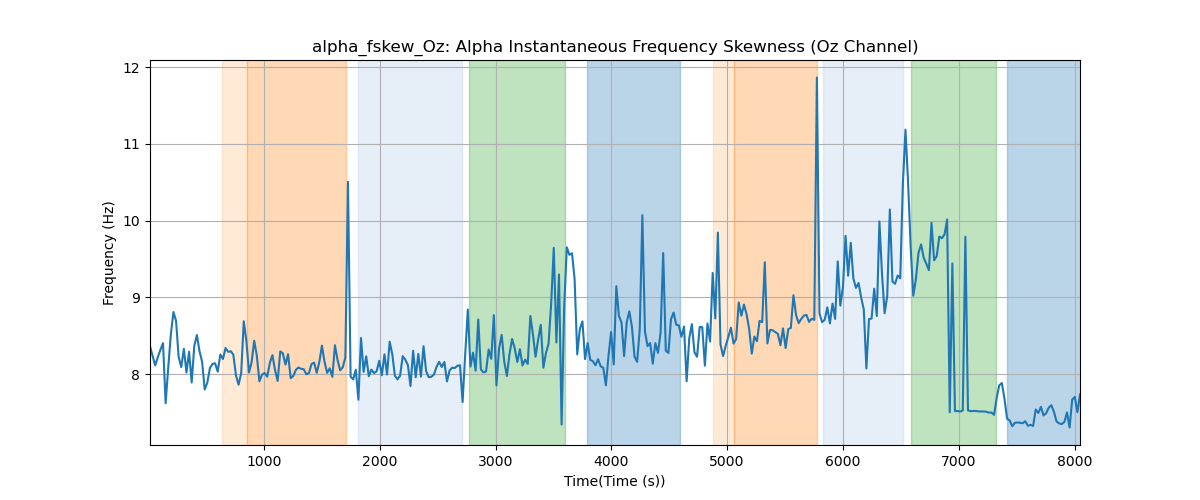 alpha_fskew_Oz: Alpha Instantaneous Frequency Skewness (Oz Channel)
12
11
10
9
8
Frequency (Hz)
1000 2000 3000 4000 5000 6000 7000 8000
Time(Time (s))